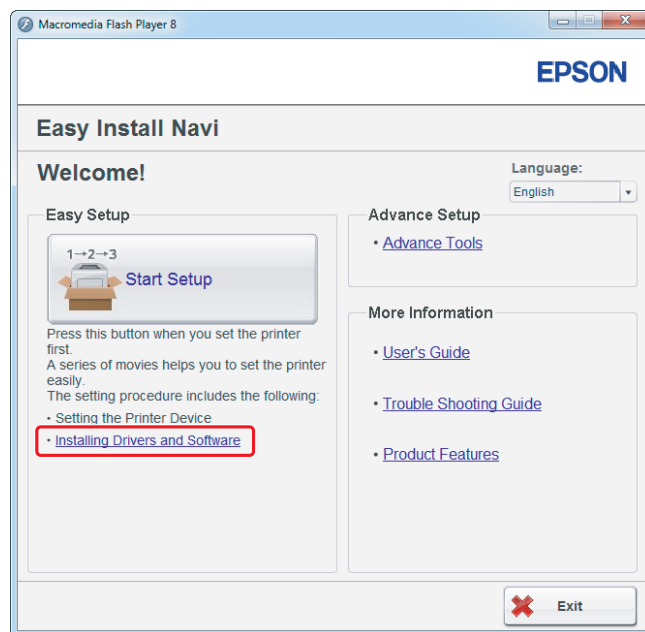 Macromedia Flash Player 8
EPSON
Easy Install Navi
Welcome!
Language:
English
Easy Setup
1→2→3
Start Setup
Press this button when you set the printer
first.
A series of movies helps you to set the printer
easily.
The setting procedure includes the following:
• Setting the Printer Device
• Installing Drivers and Software
Advance Setup
• Advance Tools
More Information
• User's Guide
• Trouble Shooting Guide
• Product Features
Exit